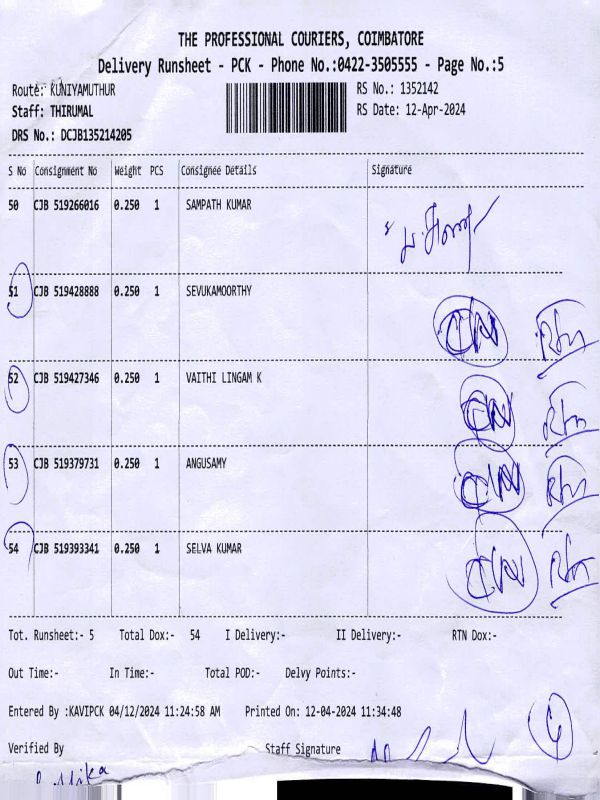 THE PROFESSIONAL COURIERS, COIMBATORE
Delivery Runsheet - PCK - Phone No.:0422-3505555 - Page No.:5
Route: KUNIYAMUTHUR RS No.: 1352142
Staff: THIRUMAL RS Date: 12-Apr-2024
DRS No.: DCJB135214205
S No Consignment No Weight PCS Consignee Details Signature
50 CJB 519266016 0.250 1 SAMPATH KUMAR
51 CJB 519428888 0.250 1 SEVUKAMOORTHY Rtn
52 CJB 519427346 0.250 1 VAITHI LINGAM K Rtn
53 CJB 519379731 0.250 1 ANGUSAMY Rtn
54 CJB 519393341 0.250 1 SELVA KUMAR Rtn
Tot. Runsheet:- 5 Total Dox:- 54 I Delivery:- II Delivery:- RTN Dox:-
Out Time:- In Time:- Total POD:- Delvy Points:-
Entered By :KAVIPCK 04/12/2024 11:24:58 AM Printed On: 12-04-2024 11:34:48
Verified By Staff Signature